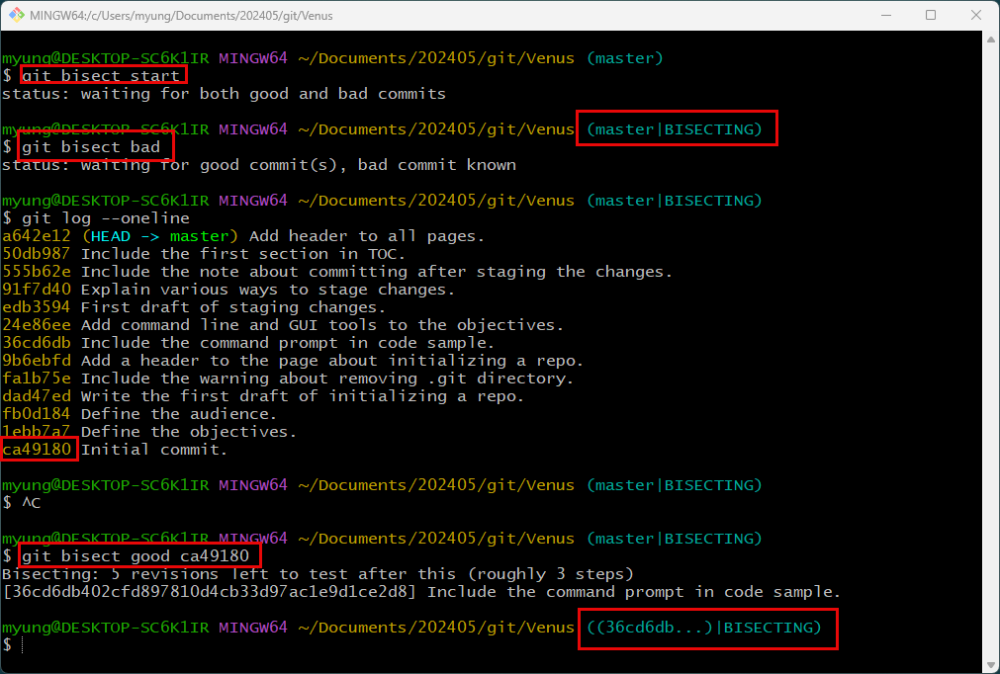 MINGW64:/c/Users/myung/Documents/202405/git/Venus
myung@DESKTOP-SC6K1IR MINGW64 ~/Documents/202405/git/Venus (master)
$ git bisect start
status: waiting for both good and bad commits
myung@DESKTOP-SC6K1IR MINGW64 ~/Documents/202405/git/Venus (master|BISECTING)
$ git bisect bad
status: waiting for good commit(s), bad commit known
myung@DESKTOP-SC6K1IR MINGW64 ~/Documents/202405/git/Venus (master|BISECTING)
$ git log --oneline
a642e12 (HEAD -> master) Add header to all pages.
50db987 Include the first section in TOC.
555b62e Include the note about committing after staging the changes.
91f7d40 Explain various ways to stage changes.
edb3594 First draft of staging changes.
24e86ee Add command line and GUI tools to the objectives.
36cd6db Include the command prompt in code sample.
9b6ebfd Add a header to the page about initializing a repo.
fa1b75e Include the warning about removing .git directory.
dad47ed Write the first draft of initializing a repo.
fb0d184 Define the audience.
1ebb7a7 Define the objectives.
ca49180 Initial commit.
myung@DESKTOP-SC6K1IR MINGW64 ~/Documents/202405/git/Venus (master|BISECTING)
$ ^C
myung@DESKTOP-SC6K1IR MINGW64 ~/Documents/202405/git/Venus (master|BISECTING)
$ git bisect good ca49180
Bisecting: 5 revisions left to test after this (roughly 3 steps)
[36cd6db402cfd897810d4cb33d97ac1e9d1ce2d8] Include the command prompt in code sample.
myung@DESKTOP-SC6K1IR MINGW64 ~/Documents/202405/git/Venus ((36cd6db...)|BISECTING)
$